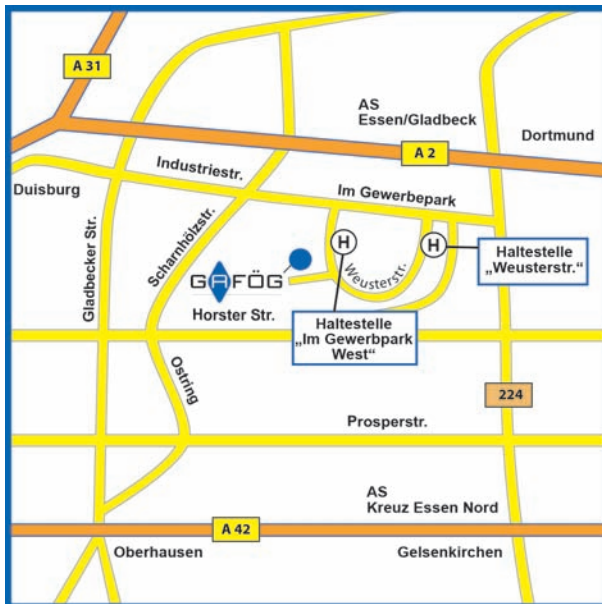 A 31
AS
Essen/Gladbeck
Dortmund
A 2
Industriestr.
Duisburg
Im Gewerbepark
Gladbecker Str.
Scharnhölzstr.
H
H
Haltestelle
„Weusterstr.“
Weusterstr.
GAFÖG
Horster Str.
Haltestelle
„Im Gewerbpark
West“
Ostring
224
Prosperstr.
AS
Kreuz Essen Nord
A 42
Oberhausen
Gelsenkirchen